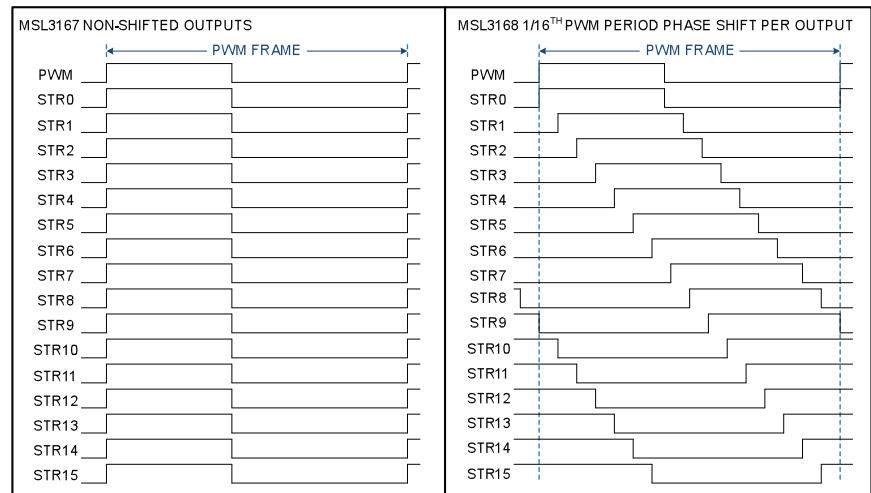 MSL3167 NON-SHIFTED OUTPUTS
PWM FRAME
PWM
STR0
STR1
STR2
STR3
STR4
STR5
STR6
STR7
STR8
STR9
STR10
STR11
STR12
STR13
STR14
STR15
MSL3168 1/16TH PWM PERIOD PHASE SHIFT PER OUTPUT
PWM FRAME
PWM
STR0
STR1
STR2
STR3
STR4
STR5
STR6
STR7
STR8
STR9
STR10
STR11
STR12
STR13
STR14
STR15